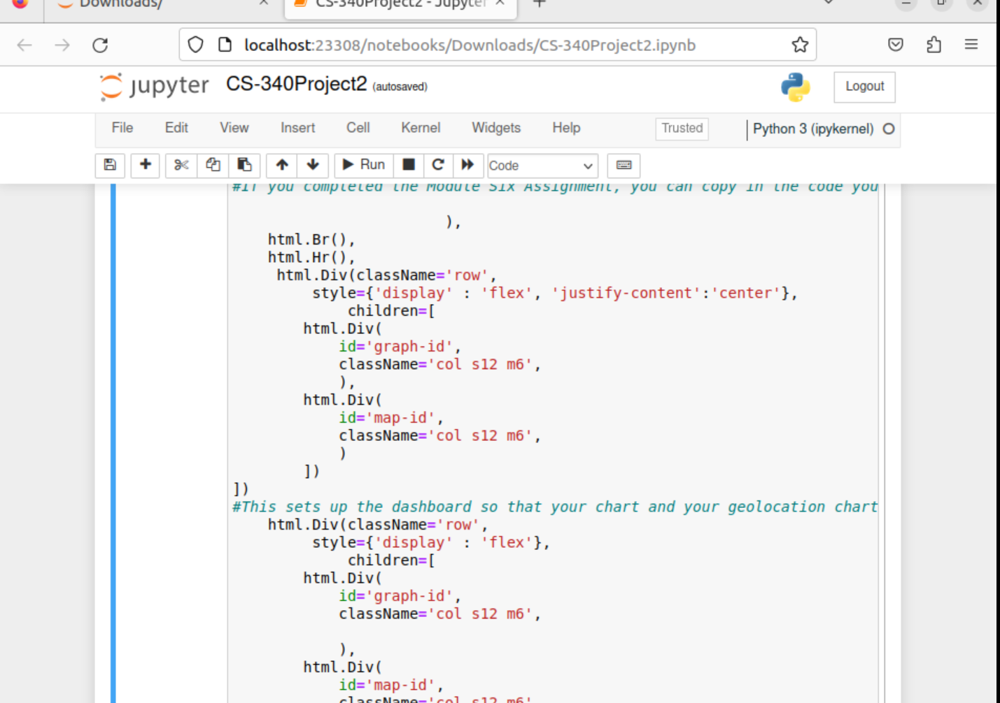 Downloads/
CS-340Project2 - Jupyter
localhost:23308/notebooks/Downloads/CS-340Project2.ipynb
jupyter CS-340Project2 (autosaved)
Logout
File Edit View Insert Cell Kernel Widgets Help Trusted Python 3 (ipykernel)
Run Code
#If you completed the Module Six Assignment, you can copy in the code you
),
html.Br(),
html.Hr(),
html.Div(className='row',
style={'display' : 'flex', 'justify-content':'center'},
children=[
html.Div(
id='graph-id',
className='col s12 m6',
),
html.Div(
id='map-id',
className='col s12 m6',
)
])
])
#This sets up the dashboard so that your chart and your geolocation chart
html.Div(className='row',
style={'display' : 'flex'},
children=[
html.Div(
id='graph-id',
className='col s12 m6',
),
html.Div(
id='map-id',
className='col s12 m6'